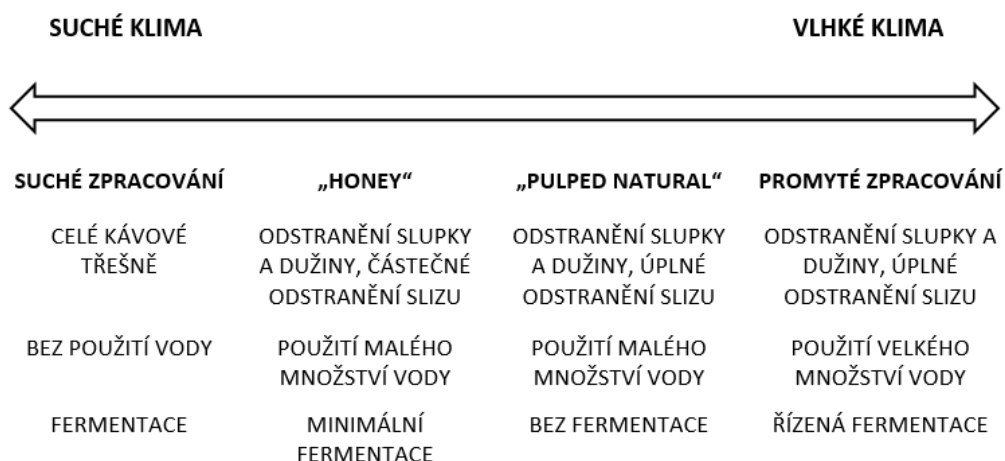 SUCHÉ KLIMA
VLHKÉ KLIMA
SUCHÉ ZPRACOVÁNÍ
„HONEY“
„PULPED NATURAL“
PROMYTÉ ZPRACOVÁNÍ
CELÉ KÁVOVÉ
TŘEŠNĚ
ODSTRANĚNÍ SLUPKY
A DUŽINY, ČÁSTEČNÉ
ODSTRANĚNÍ SLIZU
ODSTRANĚNÍ SLUPKY
A DUŽINY, ÚPLNÉ
ODSTRANĚNÍ SLIZU
ODSTRANĚNÍ SLUPKY A
DUŽINY, ÚPLNÉ
ODSTRANĚNÍ SLIZU
BEZ POUŽITÍ VODY
POUŽITÍ MALÉHO
MNOŽSTVÍ VODY
POUŽITÍ MALÉHO
MNOŽSTVÍ VODY
POUŽITÍ VELKÉHO
MNOŽSTVÍ VODY
FERMENTACE
MINIMÁLNÍ
FERMENTACE
BEZ FERMENTACE
ŘÍZENÁ FERMENTACE